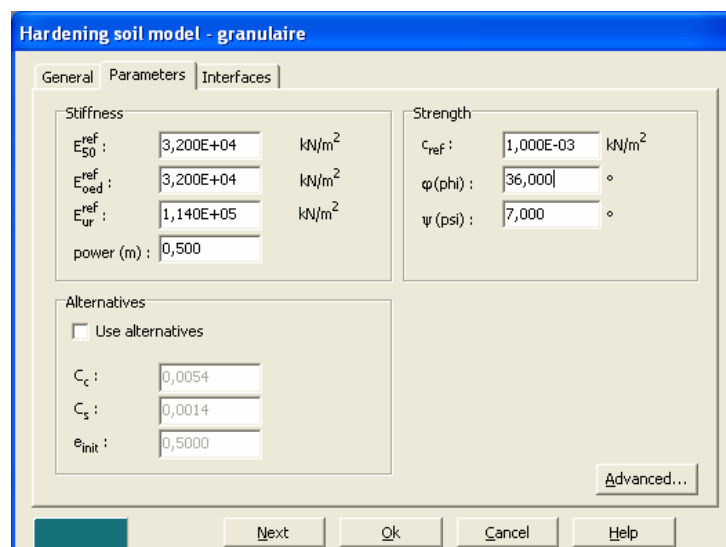 Hardening soil model - granulaire
General Parameters Interfaces
Stiffness
E50ref : 3,200E+04 kN/m2
Eoedref : 3,200E+04 kN/m2
Eurref : 1,140E+05 kN/m2
power (m) : 0,500
Strength
cref : 1,000E-03 kN/m2
φ(phi) : 36,000 °
ψ (psi) : 7,000 °
Alternatives
Use alternatives
Cc : 0,0054
Cs : 0,0014
einit : 0,5000
Advanced...
Next Ok Cancel Help